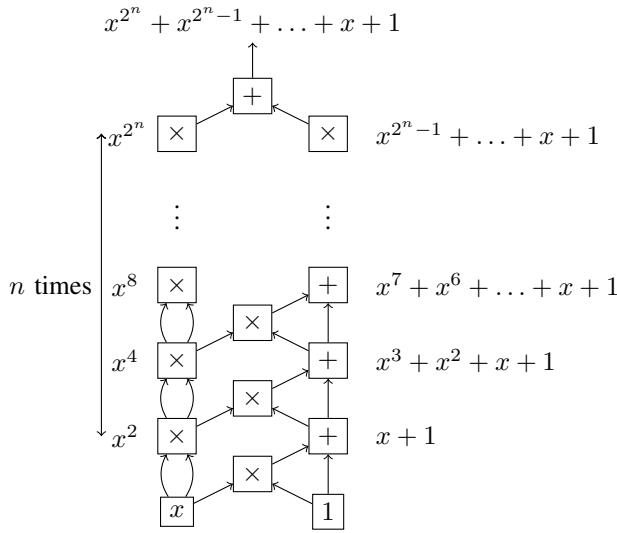 x^{2^n} + x^{2^n-1} + … + x + 1
+
x^{2^n} × × x^{2^n-1} + … + x + 1
⋮ ⋮
n times x^8 × + x^7 + x^6 + … + x + 1
×
x^4 × + x^3 + x^2 + x + 1
×
x^2 × + x + 1
×
x 1